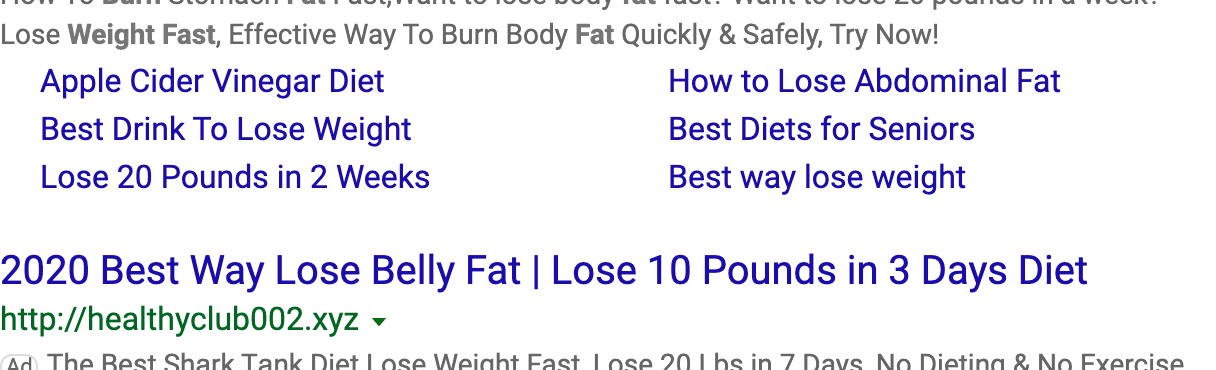 How To Burn Stomach Fat Fast,Want to lose body fat fast? Want to lose 20 pounds in a week?
Lose Weight Fast, Effective Way To Burn Body Fat Quickly & Safely, Try Now!
Apple Cider Vinegar Diet
How to Lose Abdominal Fat
Best Drink To Lose Weight
Best Diets for Seniors
Lose 20 Pounds in 2 Weeks
Best way lose weight
2020 Best Way Lose Belly Fat | Lose 10 Pounds in 3 Days Diet
http://healthyclub002.xyz
Ad The Best Shark Tank Diet Lose Weight Fast, Lose 20 Lbs in 7 Days, No Dieting & No Exercise